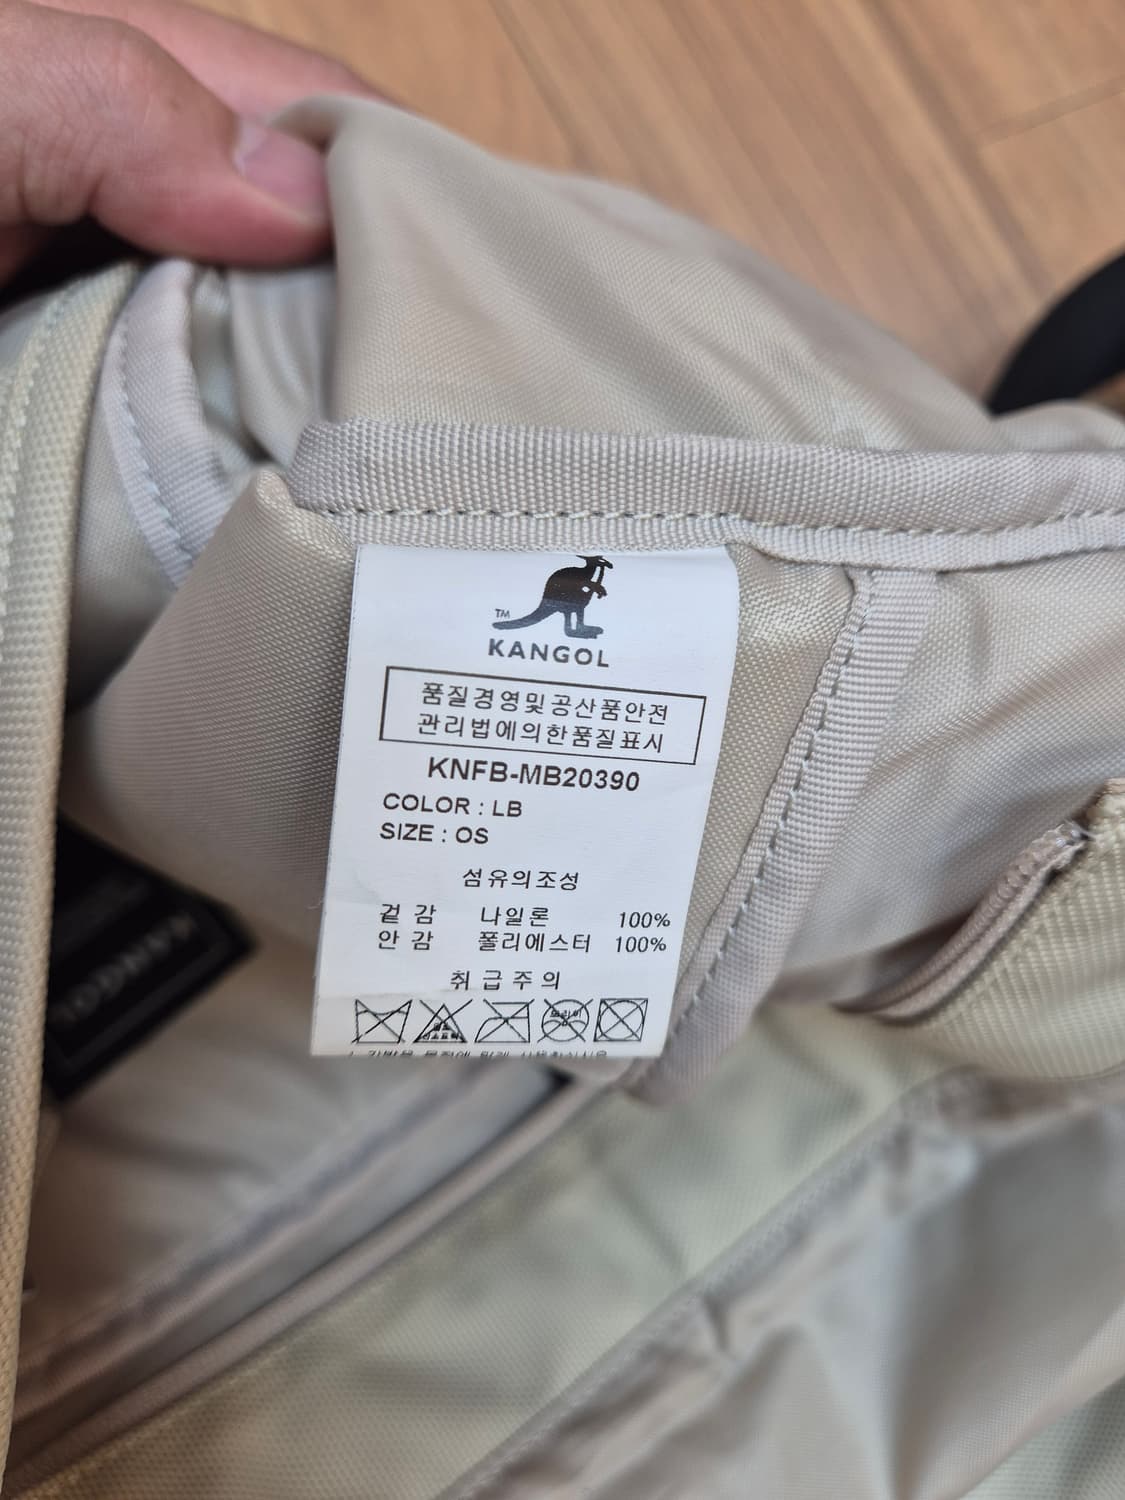 TM
KANGOL
품질경영및공산품안전
관리법에의한품질표시
KNFB-MB20390
COLOR : LB
SIZE : OS
섬유의조성
겉 감 나일론 100%
안 감 폴리에스터 100%
취 급 주 의
KANGOL